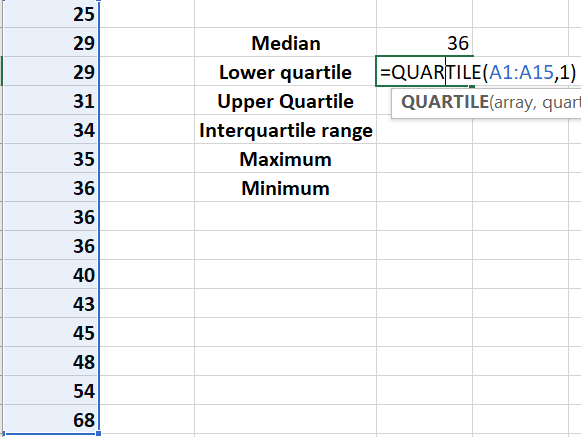 25
29 Median 36
29 Lower quartile =QUARTILE(A1:A15,1)
31 Upper Quartile QUARTILE(array, quart
34 Interquartile range
35 Maximum
36 Minimum
36
36
40
43
45
48
54
68